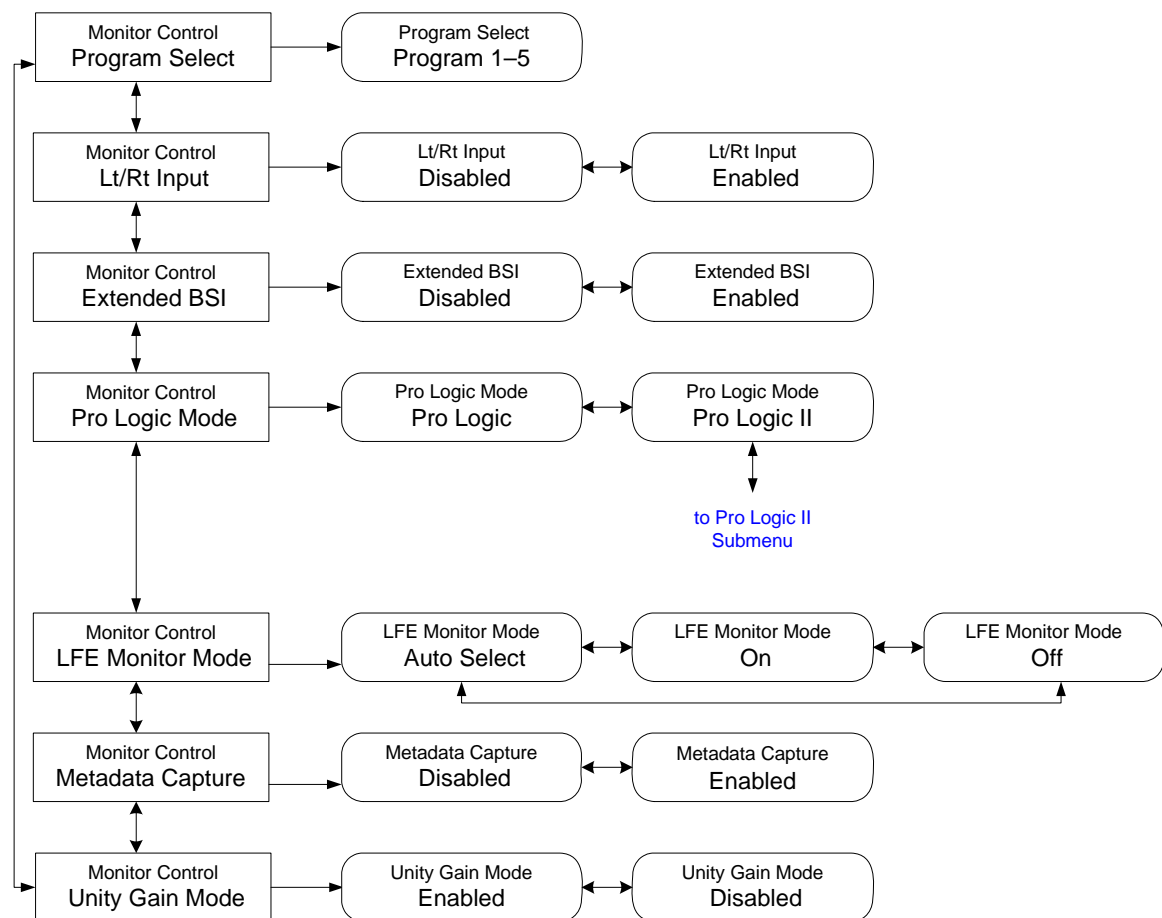 Monitor Control
Program Select
Program Select
Program 1–5
Monitor Control
Lt/Rt Input
Lt/Rt Input
Disabled
Lt/Rt Input
Enabled
Monitor Control
Extended BSI
Extended BSI
Disabled
Extended BSI
Enabled
Monitor Control
Pro Logic Mode
Pro Logic Mode
Pro Logic
Pro Logic Mode
Pro Logic II
to Pro Logic II
Submenu
Monitor Control
LFE Monitor Mode
LFE Monitor Mode
Auto Select
LFE Monitor Mode
On
LFE Monitor Mode
Off
Monitor Control
Metadata Capture
Metadata Capture
Disabled
Metadata Capture
Enabled
Monitor Control
Unity Gain Mode
Unity Gain Mode
Enabled
Unity Gain Mode
Disabled